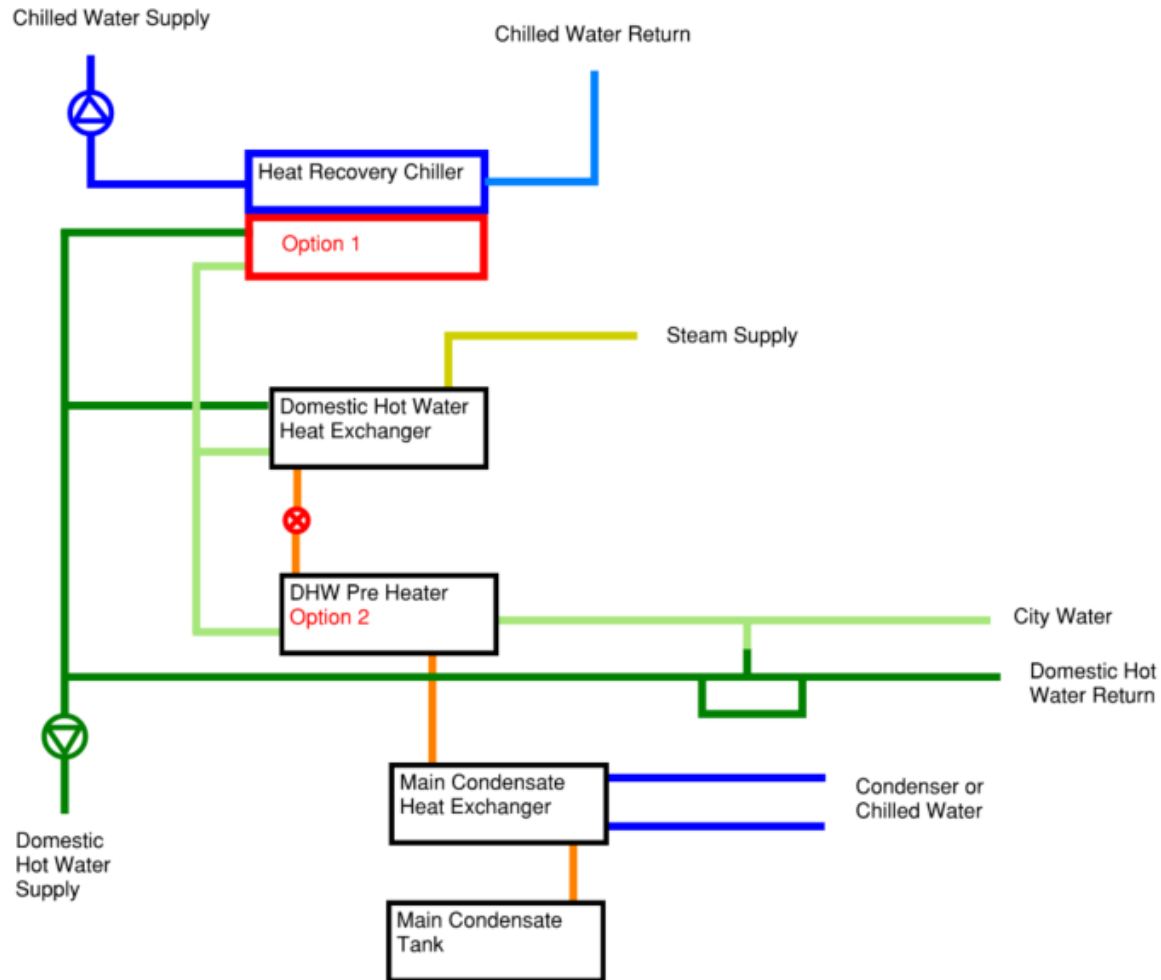 Chilled Water Supply
Chilled Water Return
Heat Recovery Chiller
Option 1
Steam Supply
Domestic Hot Water
Heat Exchanger
DHW Pre Heater
Option 2
City Water
Domestic Hot
Water Return
Main Condensate
Heat Exchanger
Condenser or
Chilled Water
Domestic
Hot Water
Supply
Main Condensate
Tank